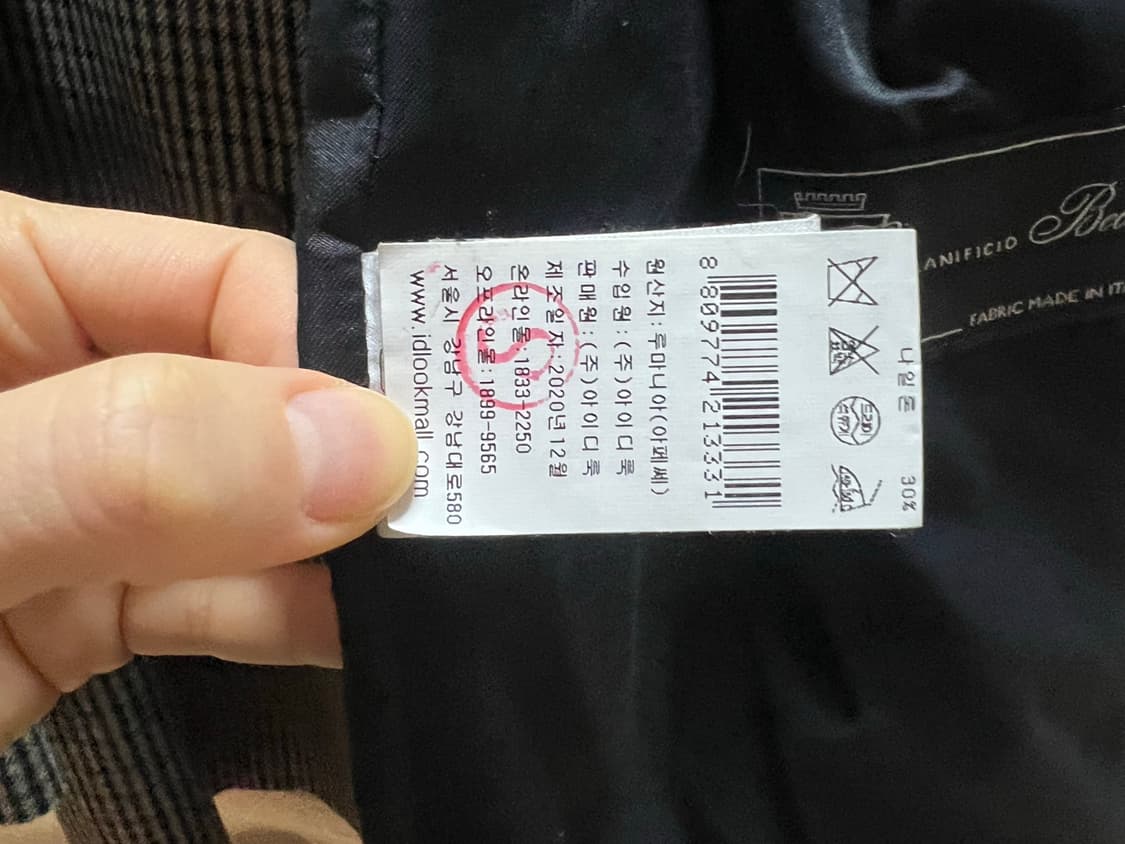 나일론 30%
8 809774 213331
원산지:루마니아(아페쎄)
수입원:(주)아이디룩
판매원:(주)아이디룩
제조일자:2020년 12월
온라인몰:1833-2250
오프라인몰:1899-9565
서울시 강남구 강남대로580
www.idlookmall.com
ANIFICIO
FABRIC MADE IN